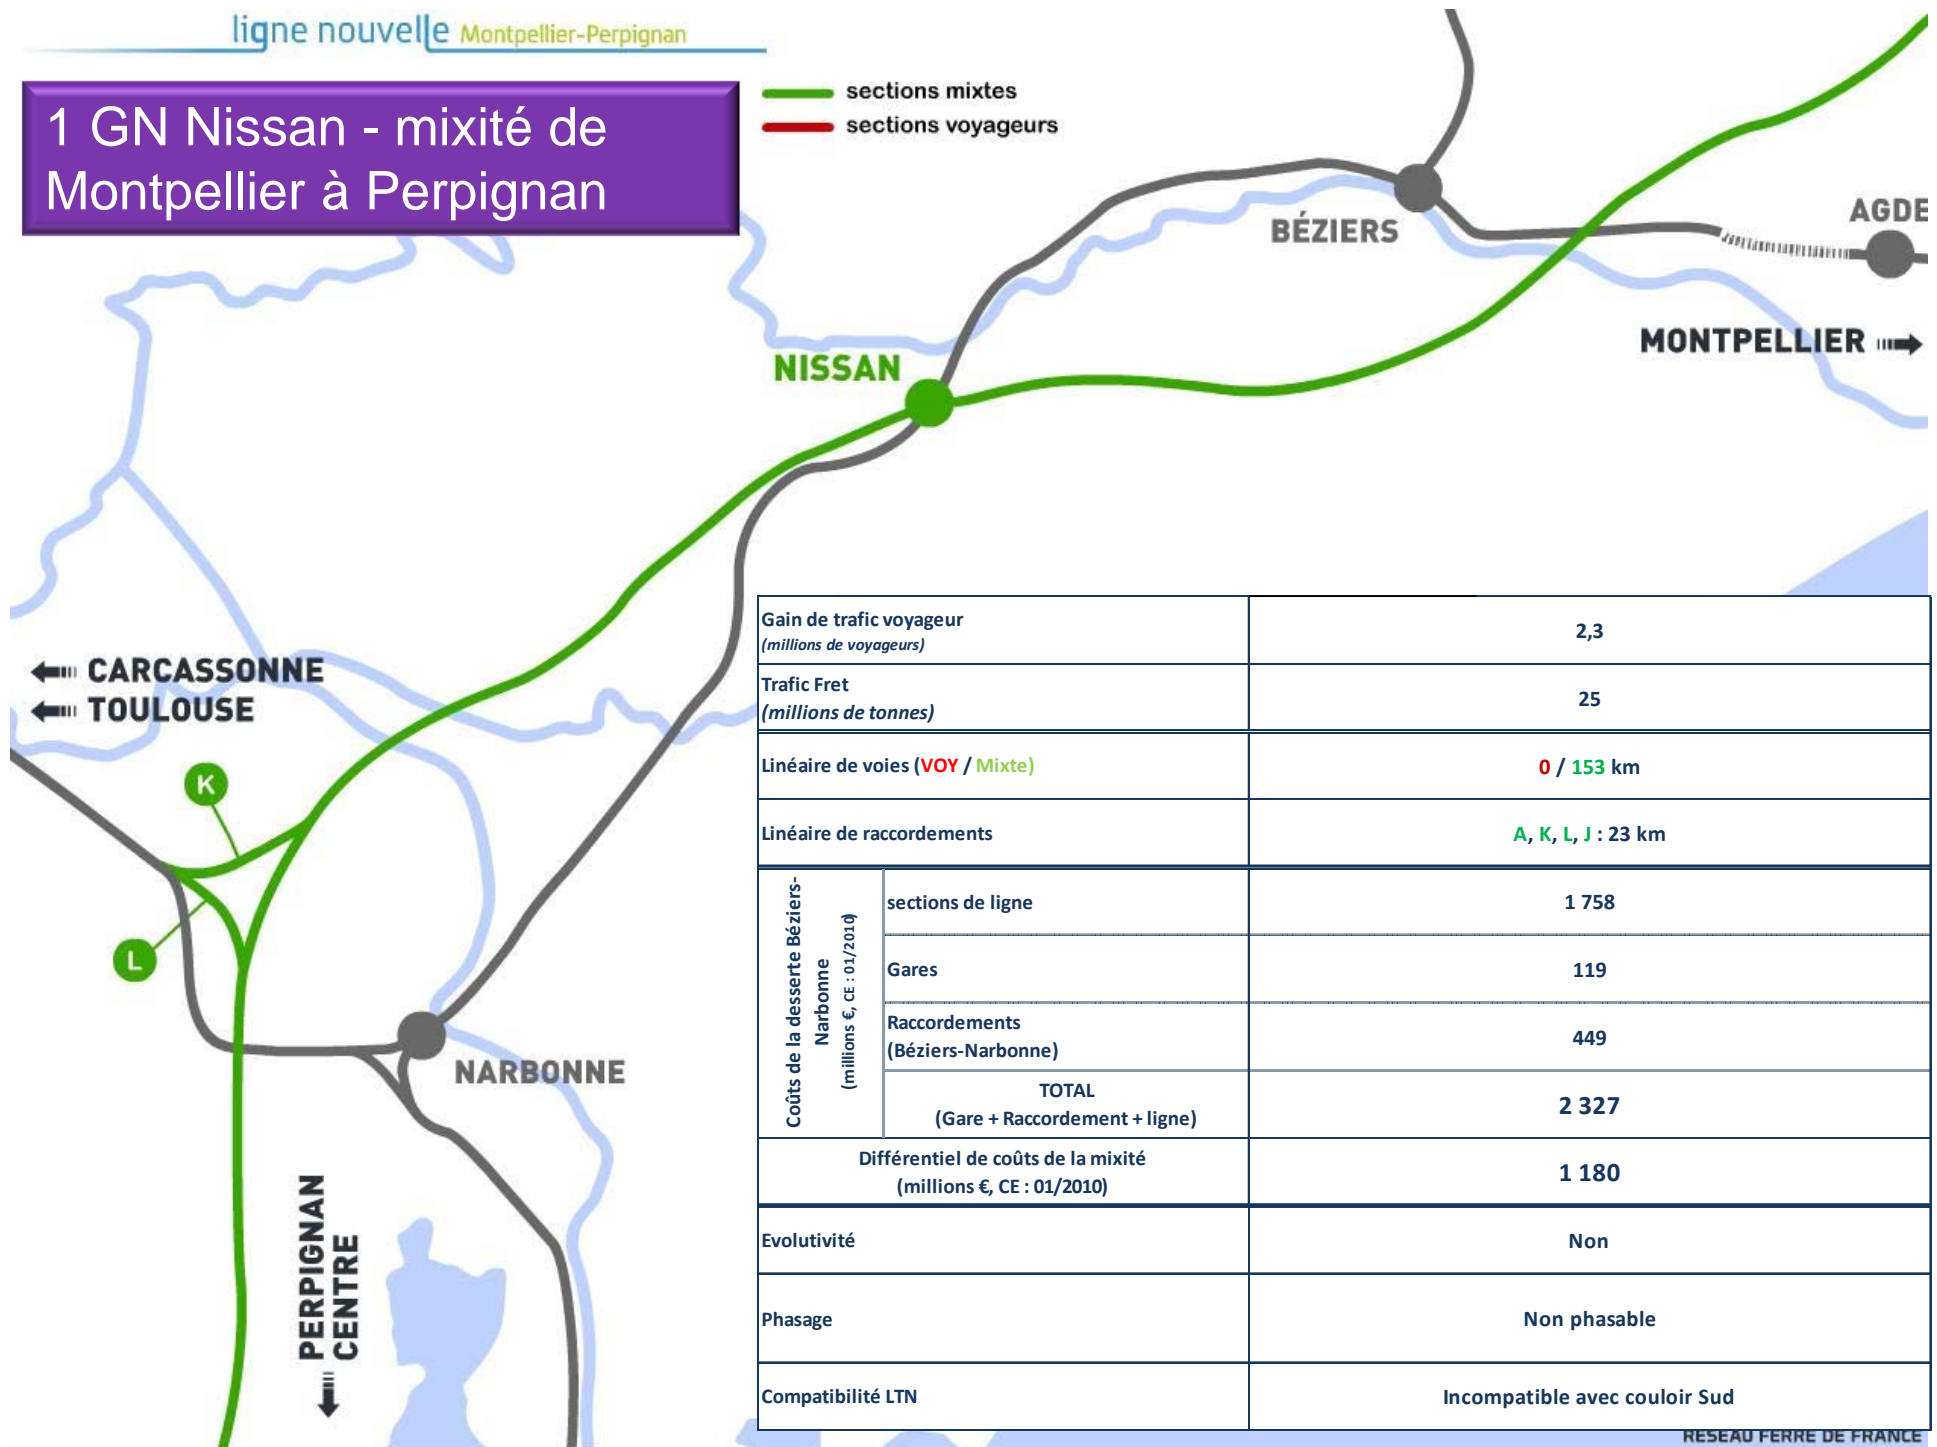 ligne nouvelle Montpellier-Perpignan
1 GN Nissan - mixité de
Montpellier à Perpignan
sections mixtes
sections voyageurs
BÉZIERS
AGDE
MONTPELLIER
NISSAN
CARCASSONNE
TOULOUSE
K
L
NARBONNE
PERPIGNAN
CENTRE
Gain de trafic voyageur
(millions de voyageurs)
2,3
Trafic Fret
(millions de tonnes)
25
Linéaire de voies (VOY / Mixte)
0 / 153 km
Linéaire de raccordements
A, K, L, J : 23 km
Coûts de la desserte Béziers-
Narbonne
(millions €, CE : 01/2010)
sections de ligne
1 758
Gares
119
Raccordements
(Béziers-Narbonne)
449
TOTAL
(Gare + Raccordement + ligne)
2 327
Différentiel de coûts de la mixité
(millions €, CE : 01/2010)
1 180
Evolutivité
Non
Phasage
Non phasable
Compatibilité LTN
Incompatible avec couloir Sud
RESEAU FERRE DE FRANCE